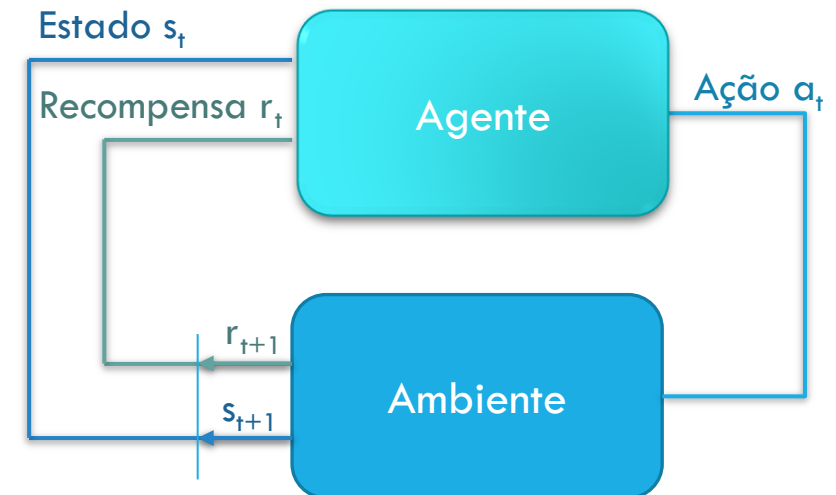 Estado sₜ
Recompensa rₜ
Agente
Ação aₜ
rₜ₊₁
sₜ₊₁
Ambiente